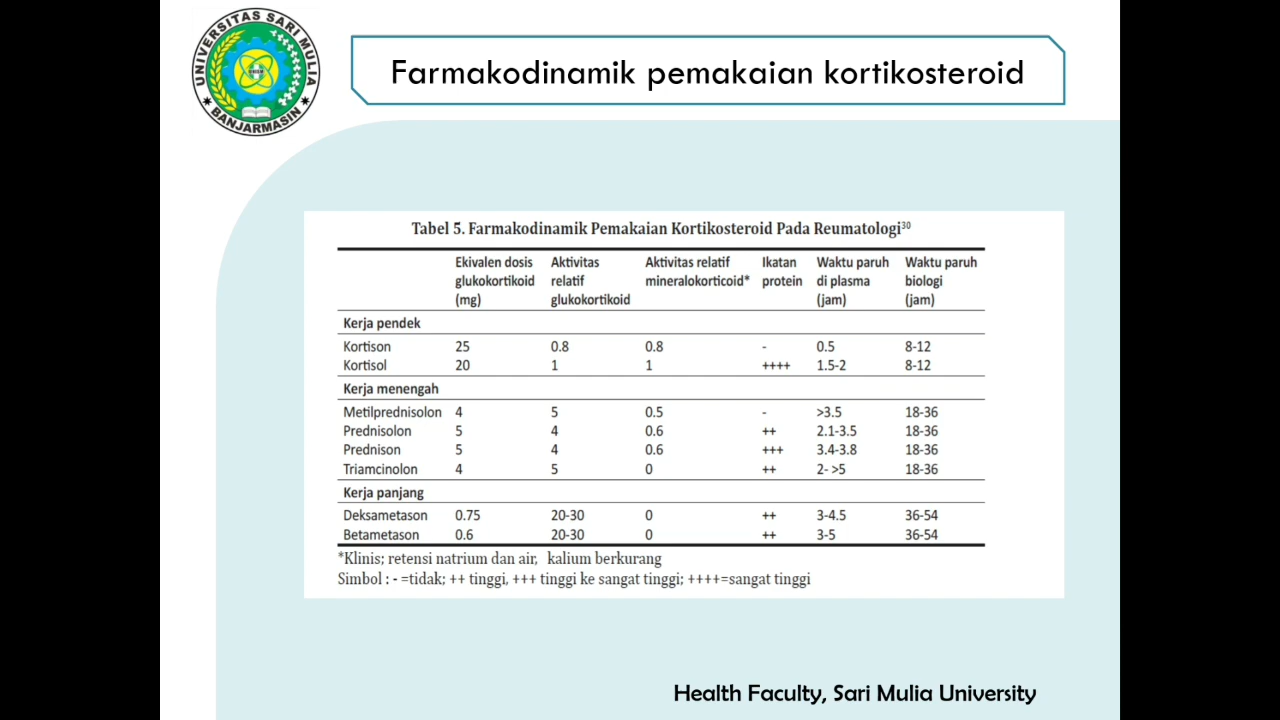 UNIVERSITAS SARI MULIA
BANJARMASIN
Farmakodinamik pemakaian kortikosteroid
Tabel 5. Farmakodinamik Pemakaian Kortikosteroid Pada Reumatologi30
Ekivalen dosis glukokortikoid (mg) Aktivitas relatif glukokortikoid Aktivitas relatif mineralokorticoid* Ikatan protein Waktu paruh di plasma (jam) Waktu paruh biologi (jam)
Kerja pendek
Kortison 25 0.8 0.8 - 0.5 8-12
Kortisol 20 1 1 ++++ 1.5-2 8-12
Kerja menengah
Metilprednisolon 4 5 0.5 - >3.5 18-36
Prednisolon 5 4 0.6 ++ 2.1-3.5 18-36
Prednison 5 4 0.6 +++ 3.4-3.8 18-36
Triamcinolon 4 5 0 ++ 2- >5 18-36
Kerja panjang
Deksametason 0.75 20-30 0 ++ 3-4.5 36-54
Betametason 0.6 20-30 0 ++ 3-5 36-54
*Klinis; retensi natrium dan air, kalium berkurang
Simbol : - =tidak; ++ tinggi, +++ tinggi ke sangat tinggi; ++++=sangat tinggi
Health Faculty, Sari Mulia University